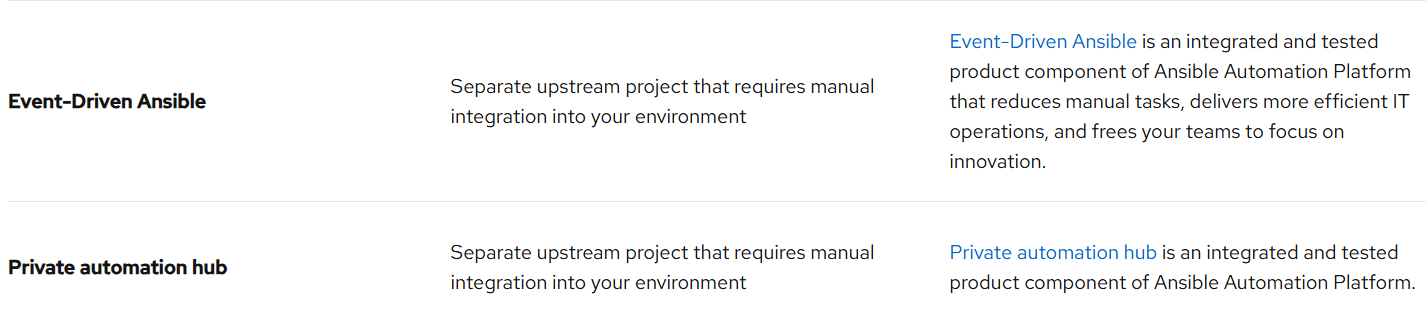 Event-Driven Ansible
Separate upstream project that requires manual
integration into your environment
Event-Driven Ansible is an integrated and tested
product component of Ansible Automation Platform
that reduces manual tasks, delivers more efficient IT
operations, and frees your teams to focus on
innovation.
Private automation hub
Separate upstream project that requires manual
integration into your environment
Private automation hub is an integrated and tested
product component of Ansible Automation Platform.